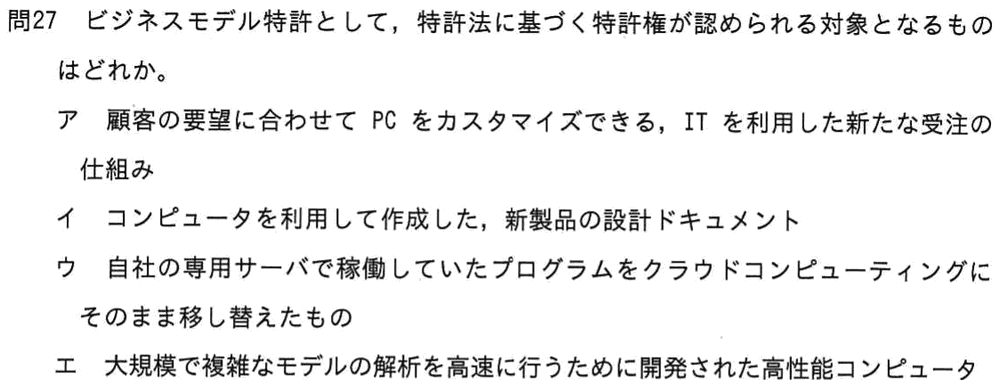 問27 ビジネスモデル特許として，特許法に基づく特許権が認められる対象となるもの
はどれか。
ア 顧客の要望に合わせて PC をカスタマイズできる，IT を利用した新たな受注の
仕組み
イ コンピュータを利用して作成した，新製品の設計ドキュメント
ウ 自社の専用サーバで稼働していたプログラムをクラウドコンピューティングに
そのまま移し替えたもの
エ 大規模で複雑なモデルの解析を高速に行うために開発された高性能コンピュータ